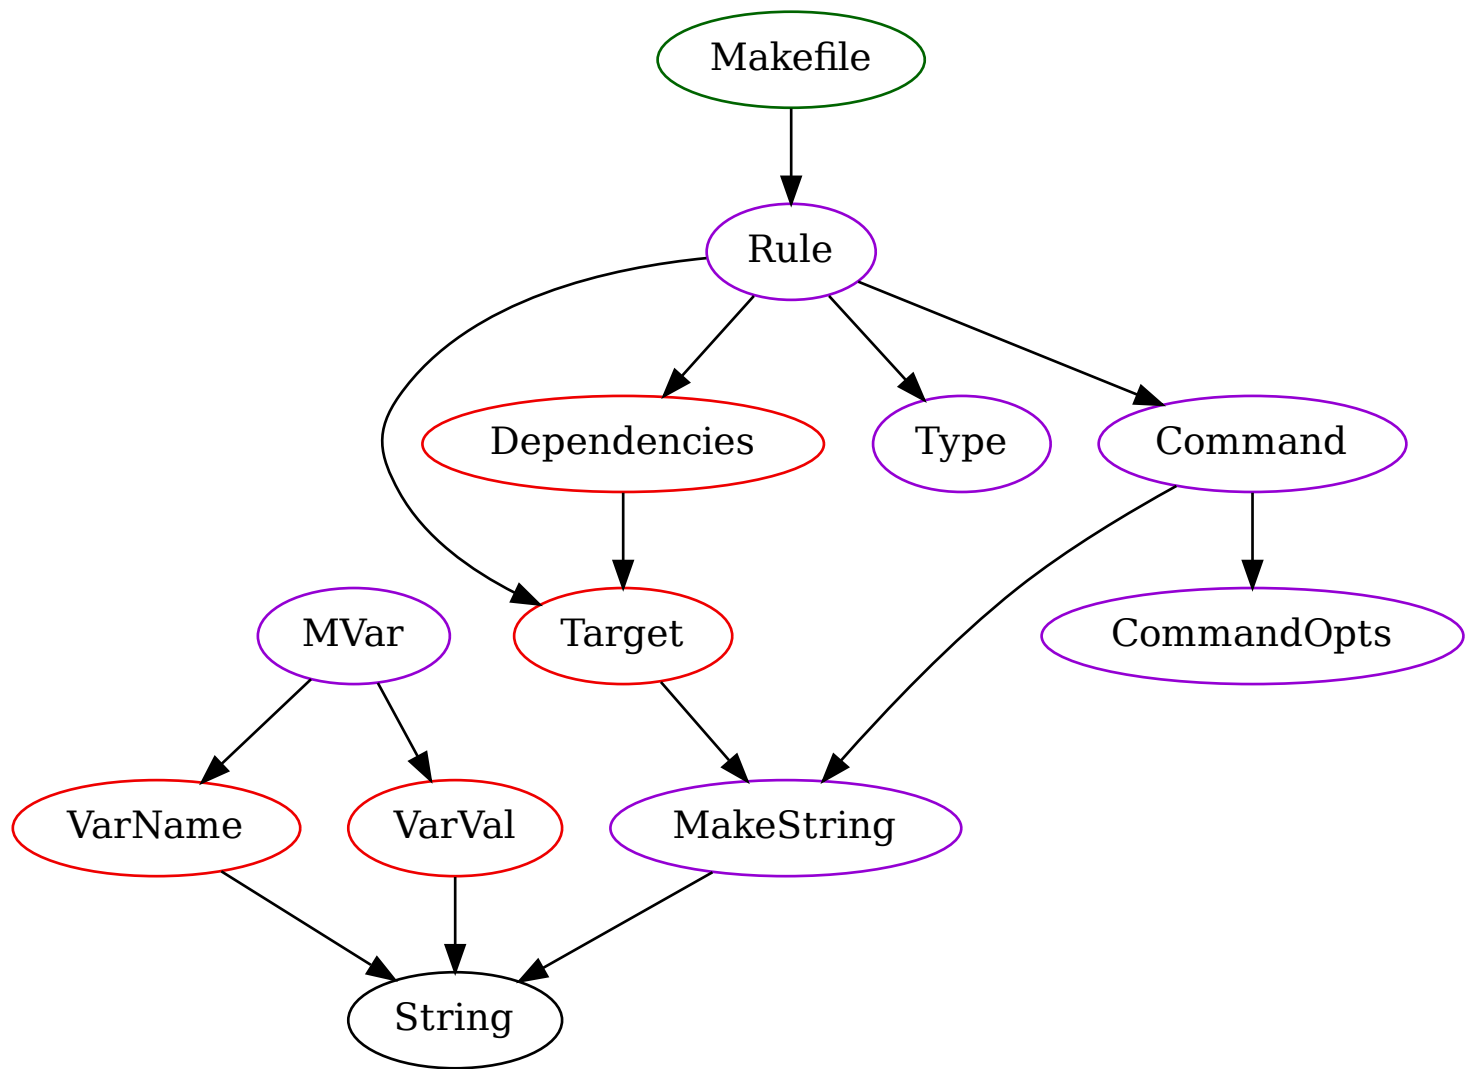 Makefile
Rule
Dependencies
Type
Command
MVar
Target
CommandOpts
VarName
VarVal
MakeString
String